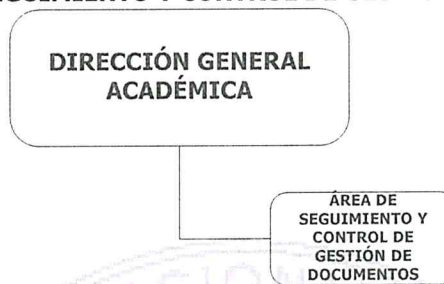 DIRECCIÓN GENERAL
ACADÉMICA
ÁREA DE
SEGUIMIENTO Y
CONTROL DE
GESTIÓN DE
DOCUMENTOS